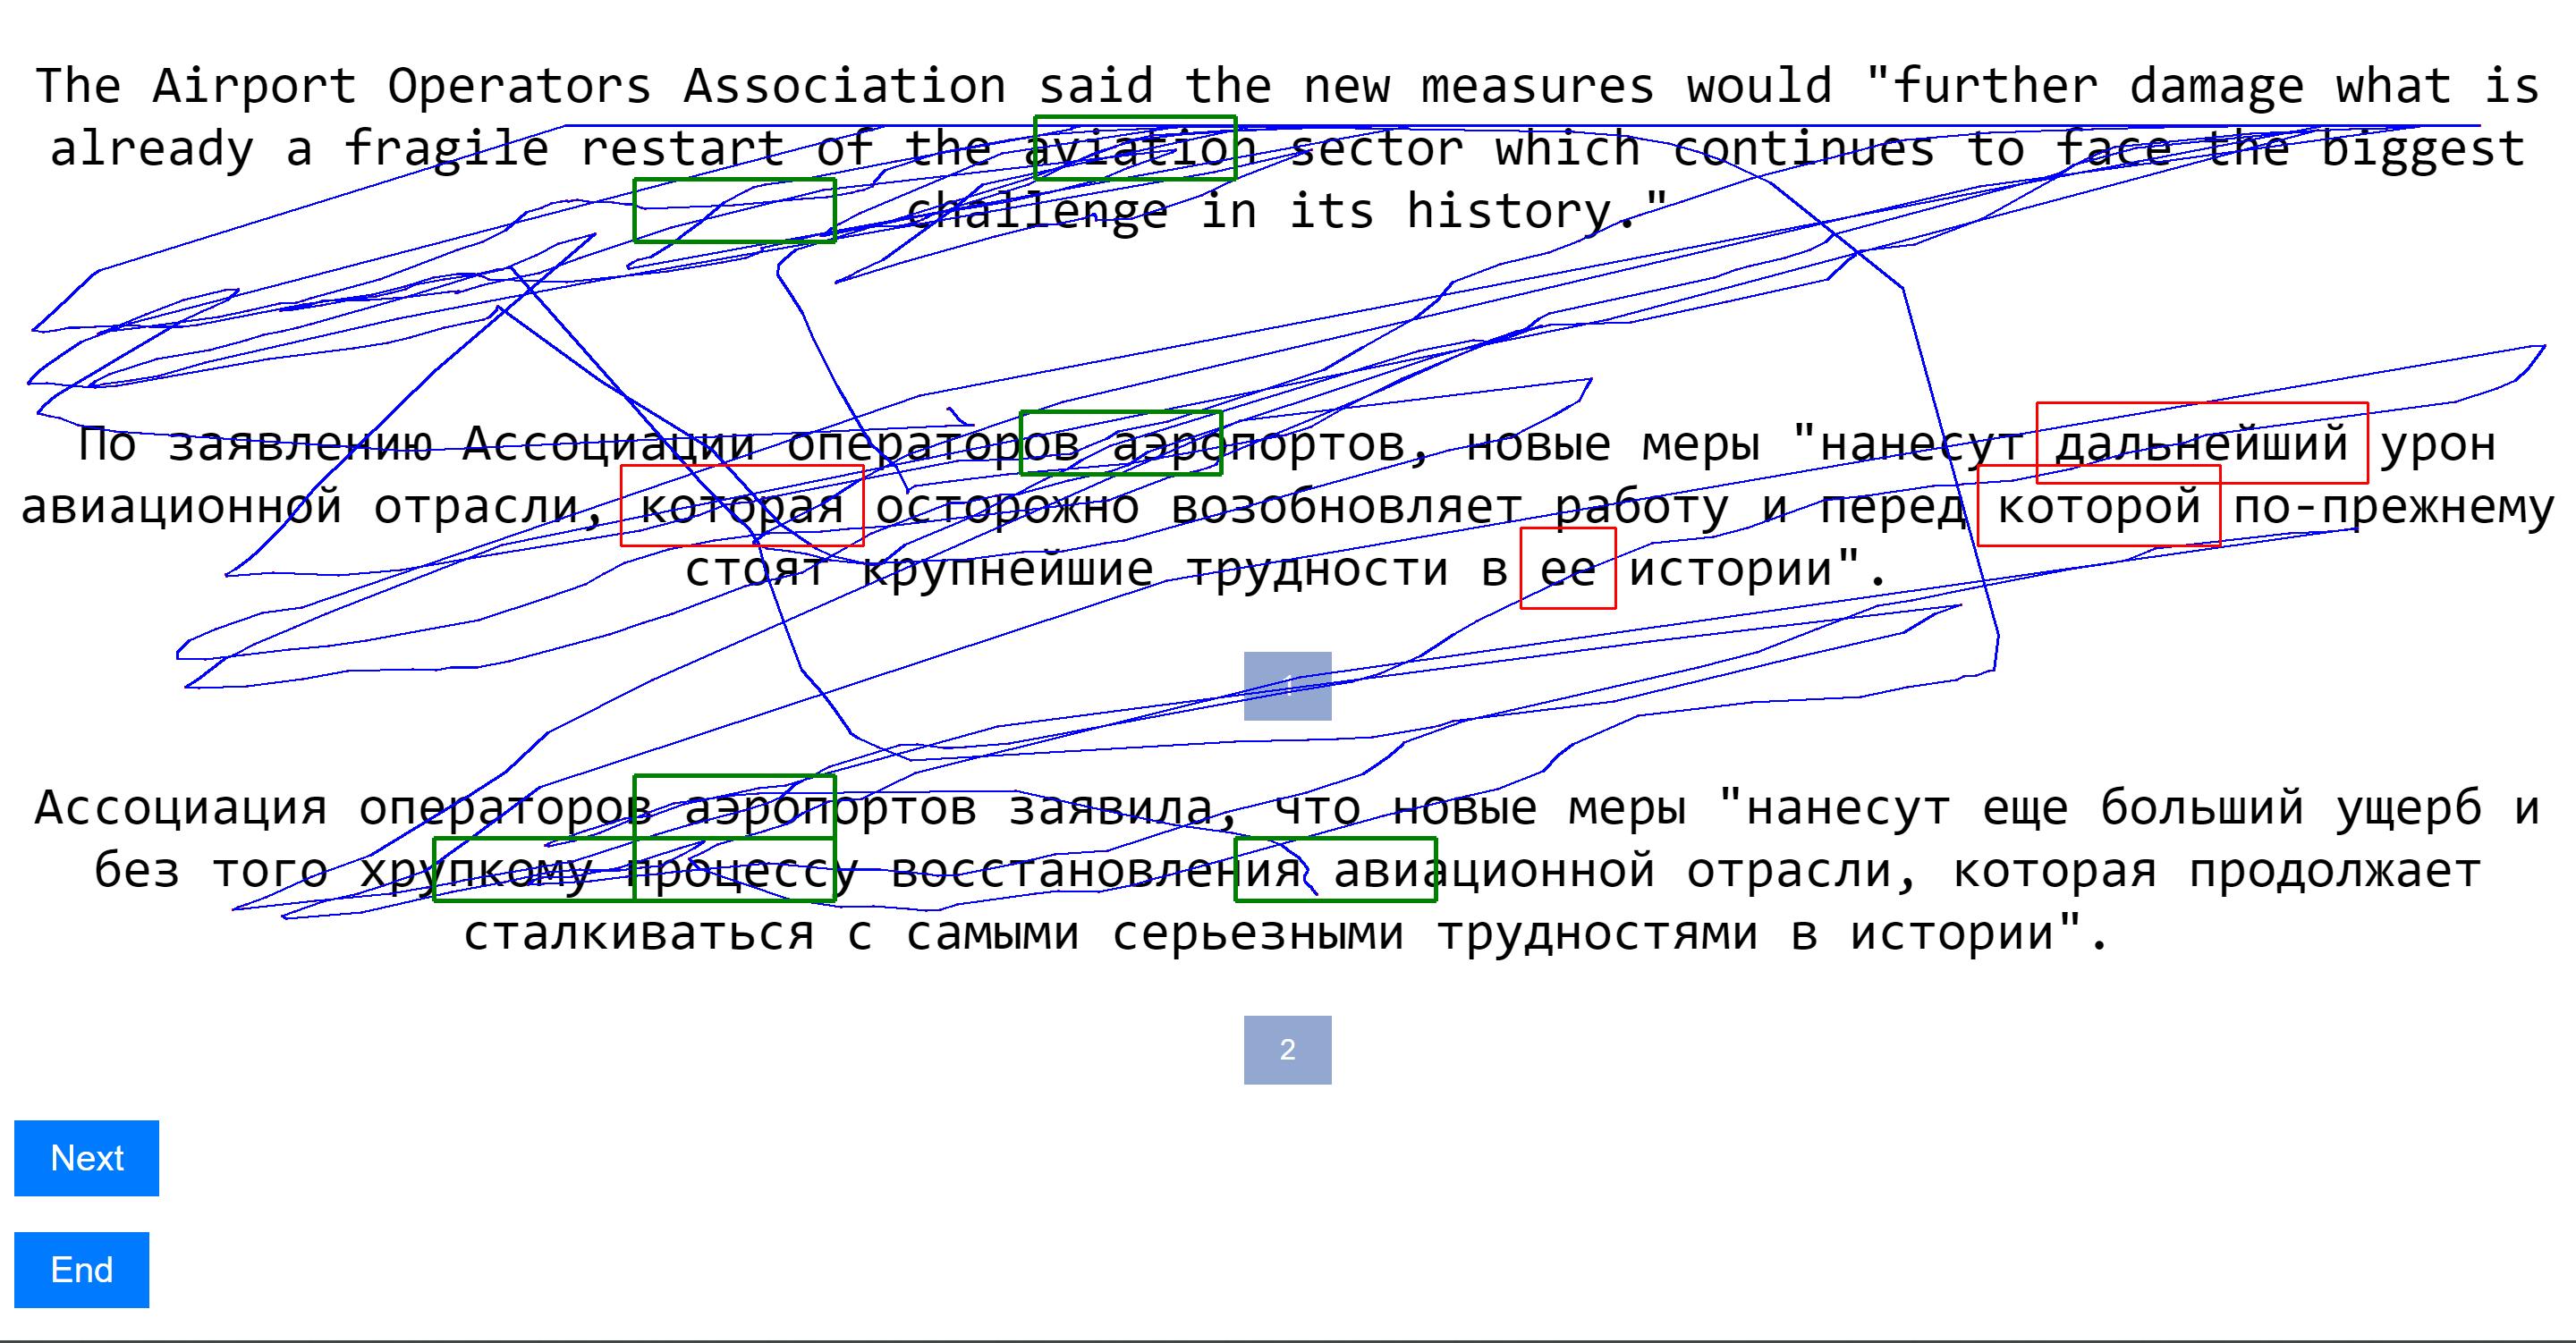 The Airport Operators Association said the new measures would "further damage what is
already a fragile restart of the aviation sector which continues to face the biggest
challenge in its history."
По заявлению Ассоциации операторов аэропортов, новые меры "нанесут дальнейший урон
авиационной отрасли, которая осторожно возобновляет работу и перед которой по-прежнему
стоят крупнейшие трудности в ее истории".
1
Ассоциация операторов аэропортов заявила, что новые меры "нанесут еще больший ущерб и
без того хрупкому процессу восстановления авиационной отрасли, которая продолжает
сталкиваться с самыми серьезными трудностями в истории".
2
Next
End